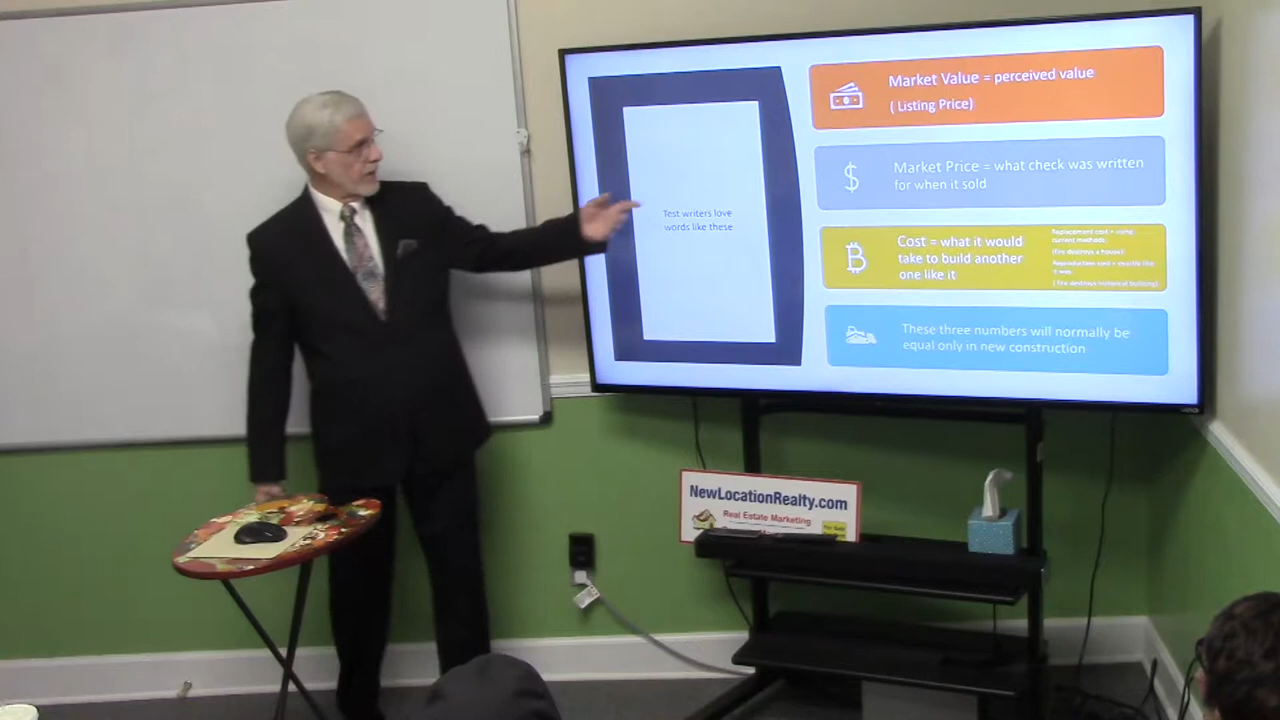 Test writers love
words like these
Market Value = perceived value
( Listing Price)
Market Price = what check was written
for when it sold
Cost = what it would
take to build another
one like it
Replacement cost = using
current methods
(fire destroys a house)
Reproduction cost = exactly like
it was
( fire destroys historical building)
These three numbers will normally be
equal only in new construction
NewLocationRealty.com
Real Estate Marketing
For Sale